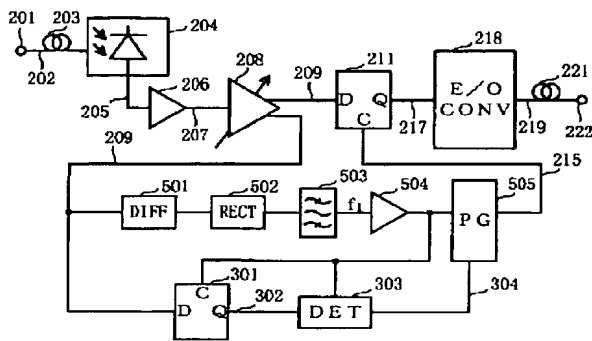 201
203
204
202
205
206
207
208
209
211
D Q
C
217
218
E/O
CONV
219
221
222
209
215
501
DIFF
502
RECT
503
f₁
504
505
PG
301
C
D Q
302
303
DET
304